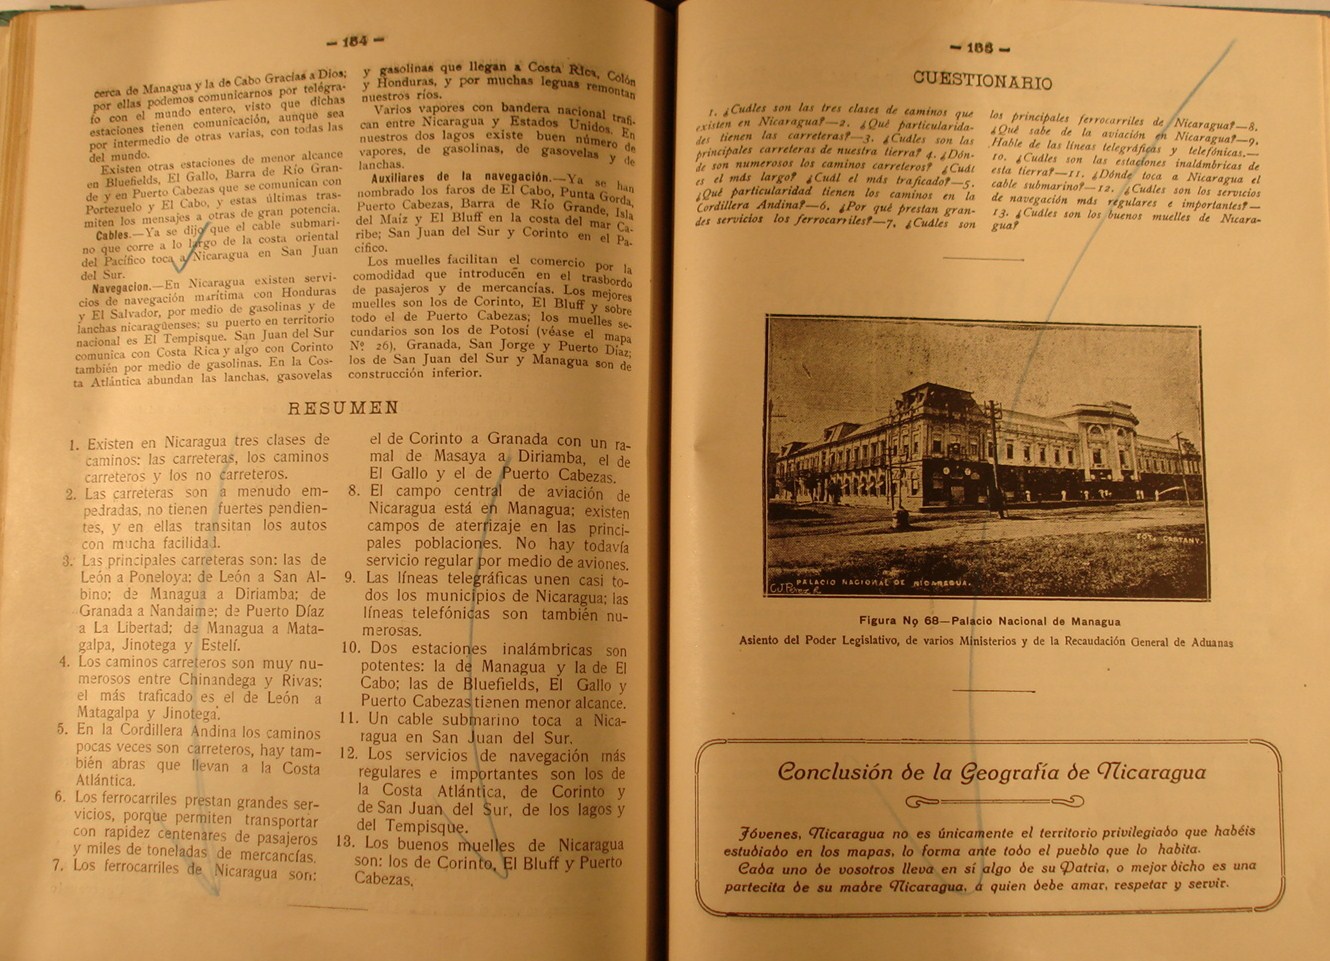 — 184 —
cerca de Managua y la de Cabo Gracias a Dios;
por ellas podemos comunicarnos por telégra-
fo con el mundo entero, visto que dichas
estaciones tienen comunicación, aunque sea
por intermedio de otras varias, con todas las
del mundo.
Existen otras estaciones de menor alcance
en Bluefields, El Gallo, Barra de Río Gran-
de y en Puerto Cabezas que se comunican con
Portezuelo y El Cabo, y estas últimas tras-
miten los mensajes a otras de gran potencia.
Cables.—Ya se dijo que el cable submari-
no que corre a lo largo de la costa oriental
del Pacífico toca a Nicaragua en San Juan
del Sur.
Navegacion.—En Nicaragua existen servi-
cios de navegación marítima con Honduras
y El Salvador, por medio de gasolinas y de
lanchas nicaragüenses; su puerto en territorio
nacional es El Tempisque. San Juan del Sur
comunica con Costa Rica y algo con Corinto
también por medio de gasolinas. En la Cos-
ta Atlántica abundan las lanchas, gasovelas
y gasolinas que llegan a Costa Rica, Colón
y Honduras, y por muchas leguas remontan
nuestros ríos.
Varios vapores con bandera nacional trafi-
can entre Nicaragua y Estados Unidos. En
nuestros dos lagos existe buen número de
vapores, de gasolinas, de gasovelas y de
lanchas.
Auxiliares de la navegación.—Ya se han
nombrado los faros de El Cabo, Punta Gorda,
Puerto Cabezas, Barra de Río Grande, Isla
del Maíz y El Bluff en la costa del mar Ca-
ribe; San Juan del Sur y Corinto en el Pa-
cífico.
Los muelles facilitan el comercio por la
comodidad que introducen en el trasbordo
de pasajeros y de mercancías. Los mejores
muelles son los de Corinto, El Bluff y sobre
todo el de Puerto Cabezas; los muelles se-
cundarios son los de Potosí (véase el mapa
Nº 26), Granada, San Jorge y Puerto Díaz;
los de San Juan del Sur y Managua son de
construcción inferior.
RESUMEN
1. Existen en Nicaragua tres clases de
caminos: las carreteras, los caminos
carreteros y los no carreteros.
2. Las carreteras son a menudo em-
pedradas, no tienen fuertes pendien-
tes, y en ellas transitan los autos
con mucha facilidad.
3. Las principales carreteras son: las de
León a Poneloya; de León a San Al-
bino; de Managua a Diriamba; de
Granada a Nandaime; de Puerto Díaz
a La Libertad; de Managua a Mata-
galpa, Jinotega y Estelí.
4. Los caminos carreteros son muy nu-
merosos entre Chinandega y Rivas;
el más traficado es el de León a
Matagalpa y Jinotega.
5. En la Cordillera Andina los caminos
pocas veces son carreteros, hay tam-
bién abras que llevan a la Costa
Atlántica.
6. Los ferrocarriles prestan grandes ser-
vicios, porque permiten transportar
con rapidez centenares de pasajeros
y miles de toneladas de mercancías.
7. Los ferrocarriles de Nicaragua son:
el de Corinto a Granada con un ra-
mal de Masaya a Diriamba, el de
El Gallo y el de Puerto Cabezas.
8. El campo central de aviación de
Nicaragua está en Managua; existen
campos de aterrizaje en las princi-
pales poblaciones. No hay todavía
servicio regular por medio de aviones.
9. Las líneas telegráficas unen casi to-
dos los municipios de Nicaragua; las
líneas telefónicas son también nu-
merosas.
10. Dos estaciones inalámbricas son
potentes: la de Managua y la de El
Cabo; las de Bluefields, El Gallo y
Puerto Cabezas tienen menor alcance.
11. Un cable submarino toca a Nica-
ragua en San Juan del Sur.
12. Los servicios de navegación más
regulares e importantes son los de
la Costa Atlántica, de Corinto y
de San Juan del Sur, de los lagos y
del Tempisque.
13. Los buenos muelles de Nicaragua
son: los de Corinto, El Bluff y Puerto
Cabezas,
CUESTIONARIO
1. ¿Cuáles son las tres clases de caminos que
existen en Nicaragua?—2. ¿Qué particularida-
des tienen las carreteras?—3. ¿Cuáles son las
principales carreteras de nuestra tierra? 4. ¿Dón-
de son numerosos los caminos carreteros? ¿Cuál
es el más largo? ¿Cuál el más traficado?—5.
¿Qué particularidad tienen los caminos en la
Cordillera Andina?—6. ¿Por qué prestan gran-
des servicios los ferrocarriles?—7. ¿Cuáles son
los principales ferrocarriles de Nicaragua?—8.
¿Qué sabe de la aviación en Nicaragua?—9.
Hable de las líneas telegráficas y telefónicas.—
10. ¿Cuáles son las estaciones inalámbricas de
esta tierra?—11. ¿Dónde toca a Nicaragua el
cable submarino?—12. ¿Cuáles son los servicios
de navegación más regulares e importantes?—
13. ¿Cuáles son los buenos muelles de Nicara-
gua?
PALACIO NACIONAL DE NICARAGUA.
Figura No 68—Palacio Nacional de Managua
Asiento del Poder Legislativo, de varios Ministerios y de la Recaudación General de Aduanas
Conclusión de la Geografía de Nicaragua
Jóvenes, Nicaragua no es únicamente el territorio privilegiado que habéis
estudiado en los mapas, lo forma ante todo el pueblo que lo habita.
Cada uno de vosotros lleva en sí algo de su Patria, o mejor dicho es una
partecita de su madre Nicaragua, a quien debe amar, respetar y servir.